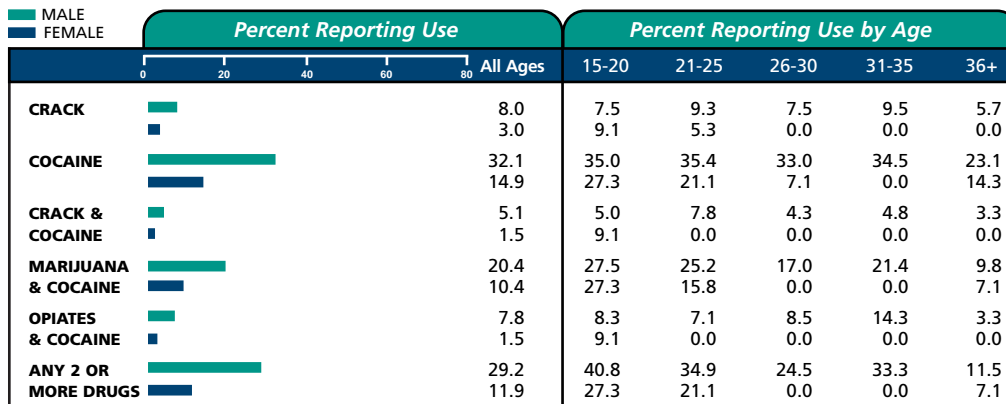 MALE
FEMALE
Percent Reporting Use
Percent Reporting Use by Age
0 20 40 60 80 All Ages 15-20 21-25 26-30 31-35 36+
CRACK 8.0 7.5 9.3 7.5 9.5 5.7
3.0 9.1 5.3 0.0 0.0 0.0
COCAINE 32.1 35.0 35.4 33.0 34.5 23.1
14.9 27.3 21.1 7.1 0.0 14.3
CRACK & 5.1 5.0 7.8 4.3 4.8 3.3
COCAINE 1.5 9.1 0.0 0.0 0.0 0.0
MARIJUANA 20.4 27.5 25.2 17.0 21.4 9.8
& COCAINE 10.4 27.3 15.8 0.0 0.0 7.1
OPIATES 7.8 8.3 7.1 8.5 14.3 3.3
& COCAINE 1.5 9.1 0.0 0.0 0.0 0.0
ANY 2 OR 29.2 40.8 34.9 24.5 33.3 11.5
MORE DRUGS 11.9 27.3 21.1 0.0 0.0 7.1